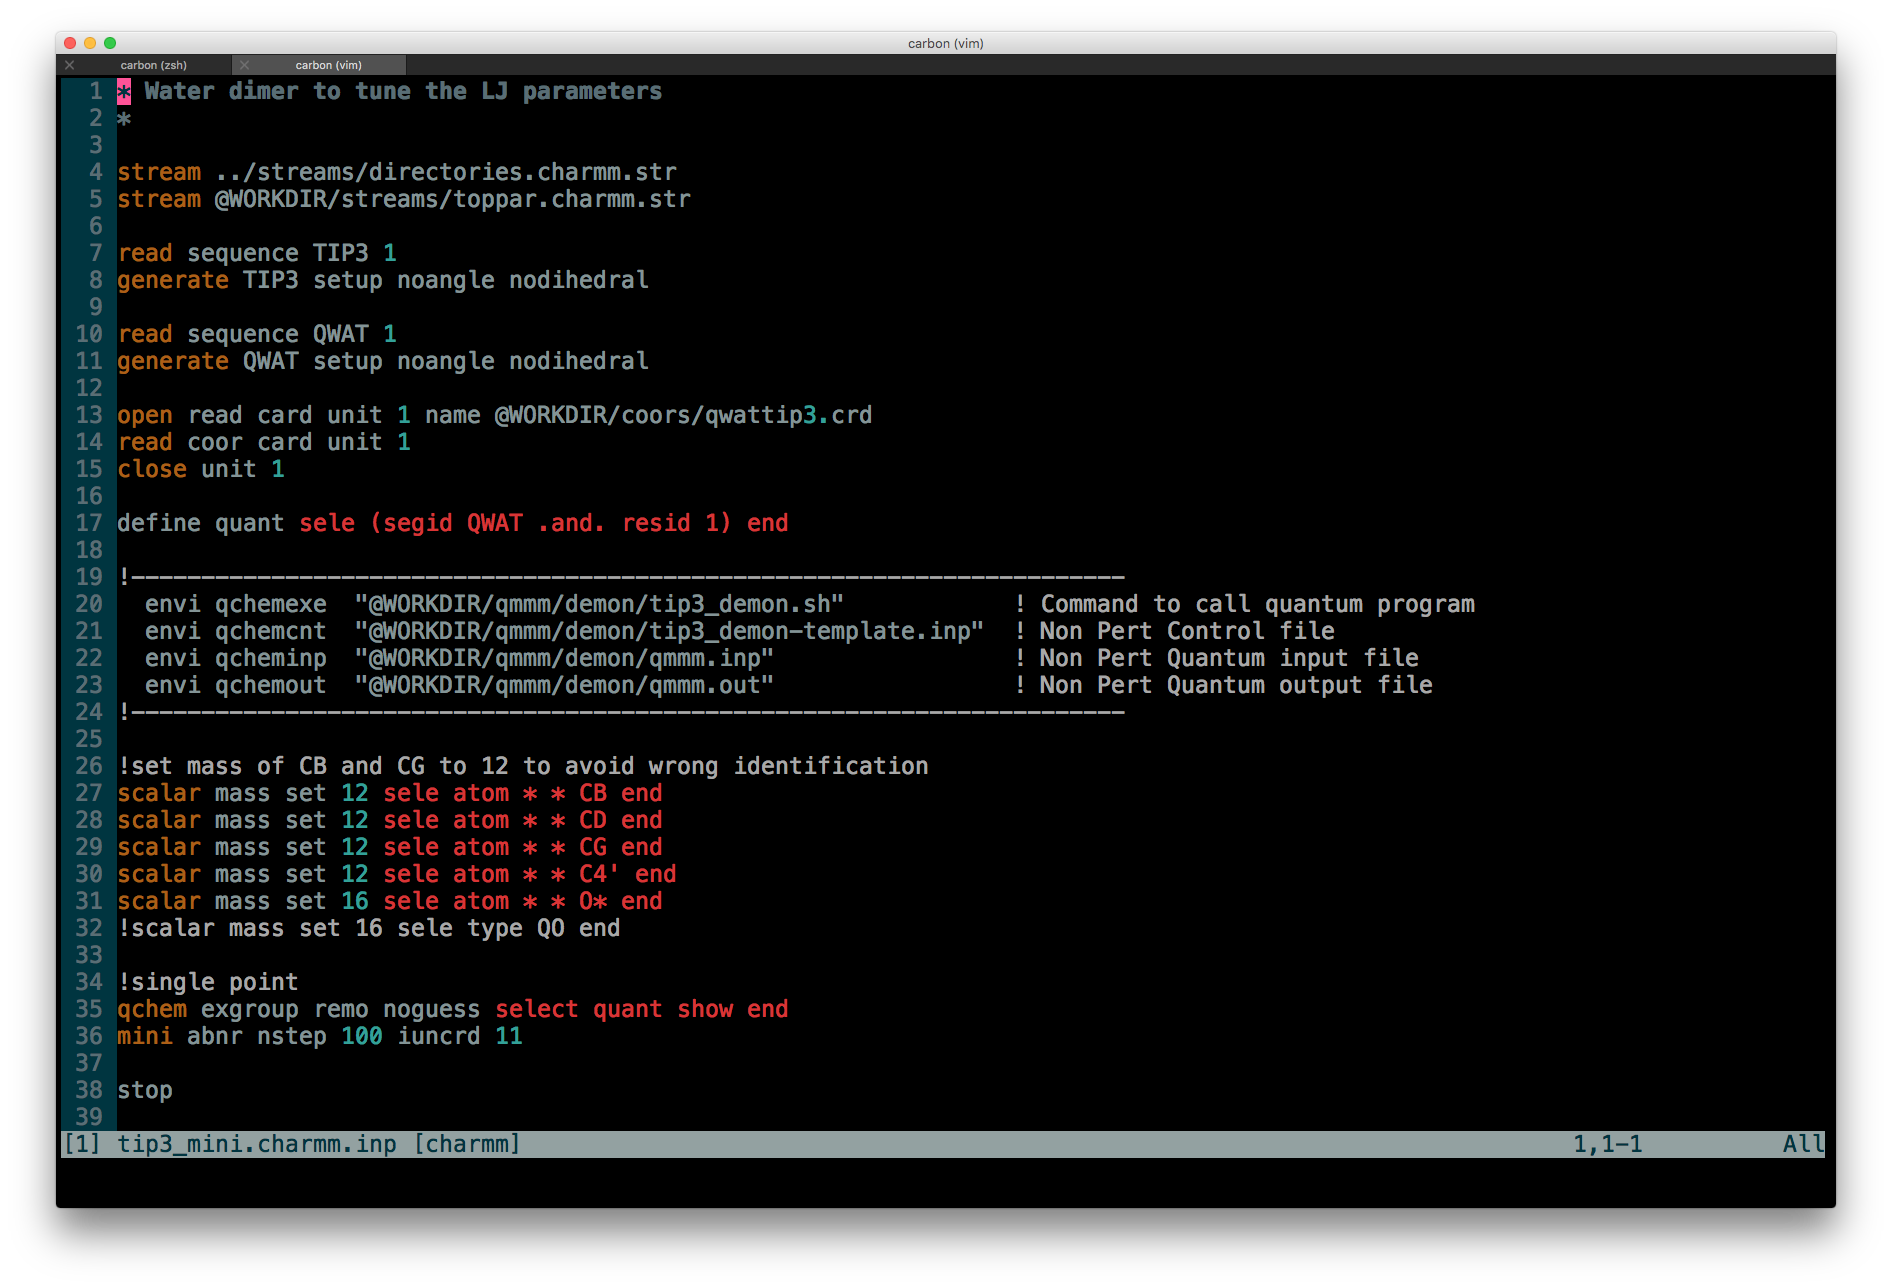 carbon (vim)
carbon (zsh) carbon (vim)
1 * Water dimer to tune the LJ parameters
2 *
3
4 stream ../streams/directories.charmm.str
5 stream @WORKDIR/streams/toppar.charmm.str
6
7 read sequence TIP3 1
8 generate TIP3 setup noangle nodihedral
9
10 read sequence QWAT 1
11 generate QWAT setup noangle nodihedral
12
13 open read card unit 1 name @WORKDIR/coors/qwattip3.crd
14 read coor card unit 1
15 close unit 1
16
17 define quant sele (segid QWAT .and. resid 1) end
18
19 !-----------------------------------------------------------------------
20   envi qchemexe  "@WORKDIR/qmmm/demon/tip3_demon.sh"            ! Command to call quantum program
21   envi qchemcnt  "@WORKDIR/qmmm/demon/tip3_demon-template.inp"  ! Non Pert Control file
22   envi qcheminp  "@WORKDIR/qmmm/demon/qmmm.inp"                 ! Non Pert Quantum input file
23   envi qchemout  "@WORKDIR/qmmm/demon/qmmm.out"                 ! Non Pert Quantum output file
24 !-----------------------------------------------------------------------
25
26 !set mass of CB and CG to 12 to avoid wrong identification
27 scalar mass set 12 sele atom * * CB end
28 scalar mass set 12 sele atom * * CD end
29 scalar mass set 12 sele atom * * CG end
30 scalar mass set 12 sele atom * * C4' end
31 scalar mass set 16 sele atom * * O* end
32 !scalar mass set 16 sele type QO end
33
34 !single point
35 qchem exgroup remo noguess select quant show end
36 mini abnr nstep 100 iuncrd 11
37
38 stop
39
[1] tip3_mini.charmm.inp [charmm] 1,1-1 All